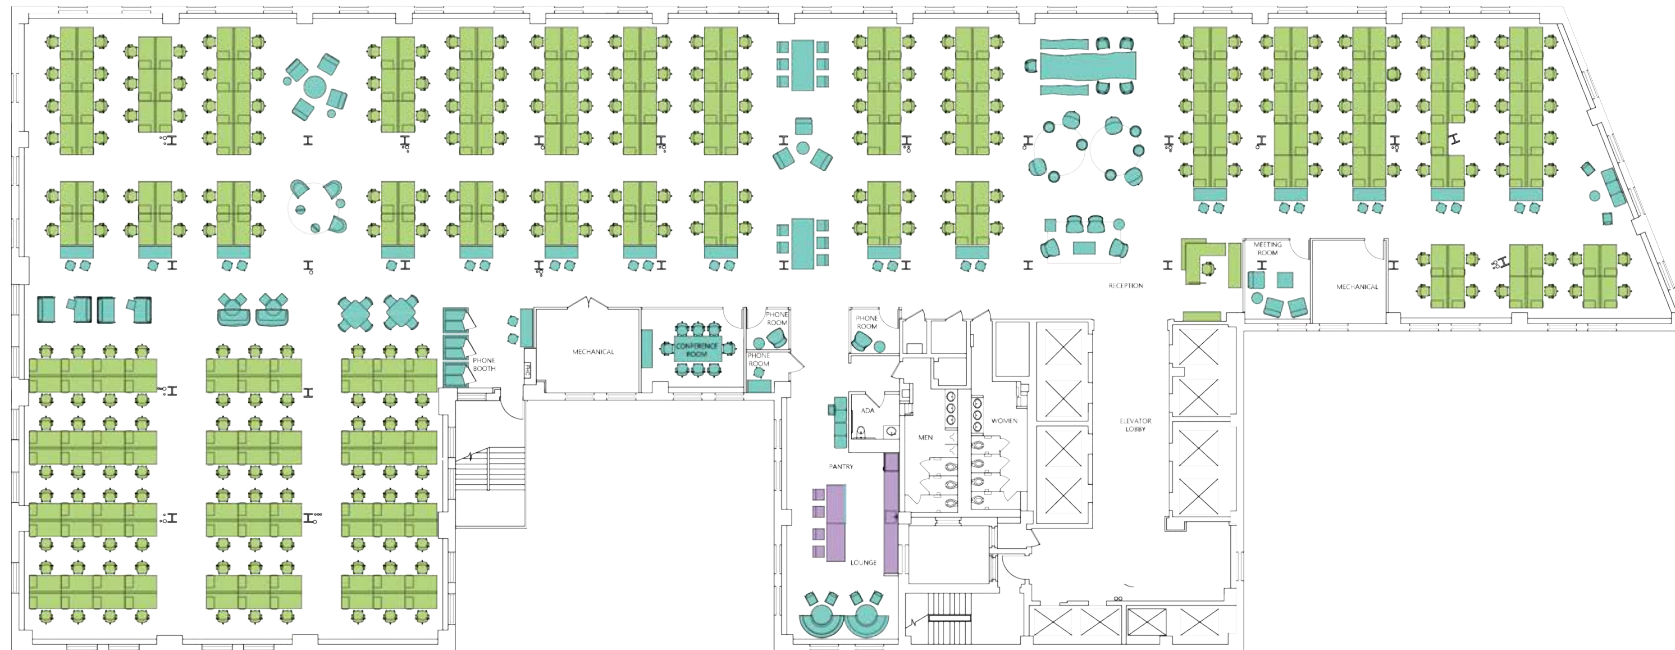 RECEPTION
MEETING
ROOM
MECHANICAL
PHONE
BOOTH
MECHANICAL
CONFERENCE
ROOM
PHONE
ROOM
PHONE
ROOM
PHONE
ROOM
ADA
MEN
WOMEN
ELEVATOR
LOBBY
PANTRY
LOUNGE